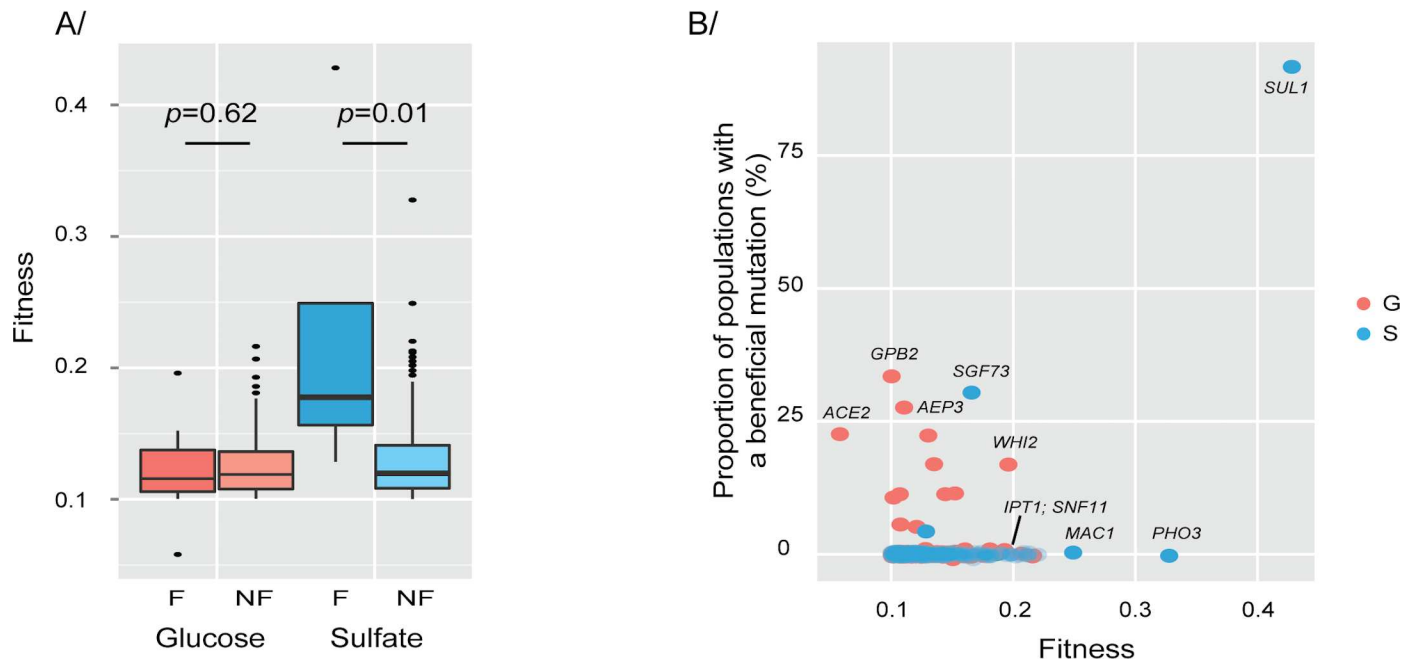 A/
p=0.62
p=0.01
0.4
0.3
0.2
0.1
Fitness
F
NF
F
NF
Glucose
Sulfate
B/
Proportion of populations with
a beneficial mutation (%)
75
50
25
0
SUL1
GPB2
SGF73
ACE2
AEP3
WHI2
IPT1; SNF11
MAC1
PHO3
0.1
0.2
0.3
0.4
Fitness
G
S